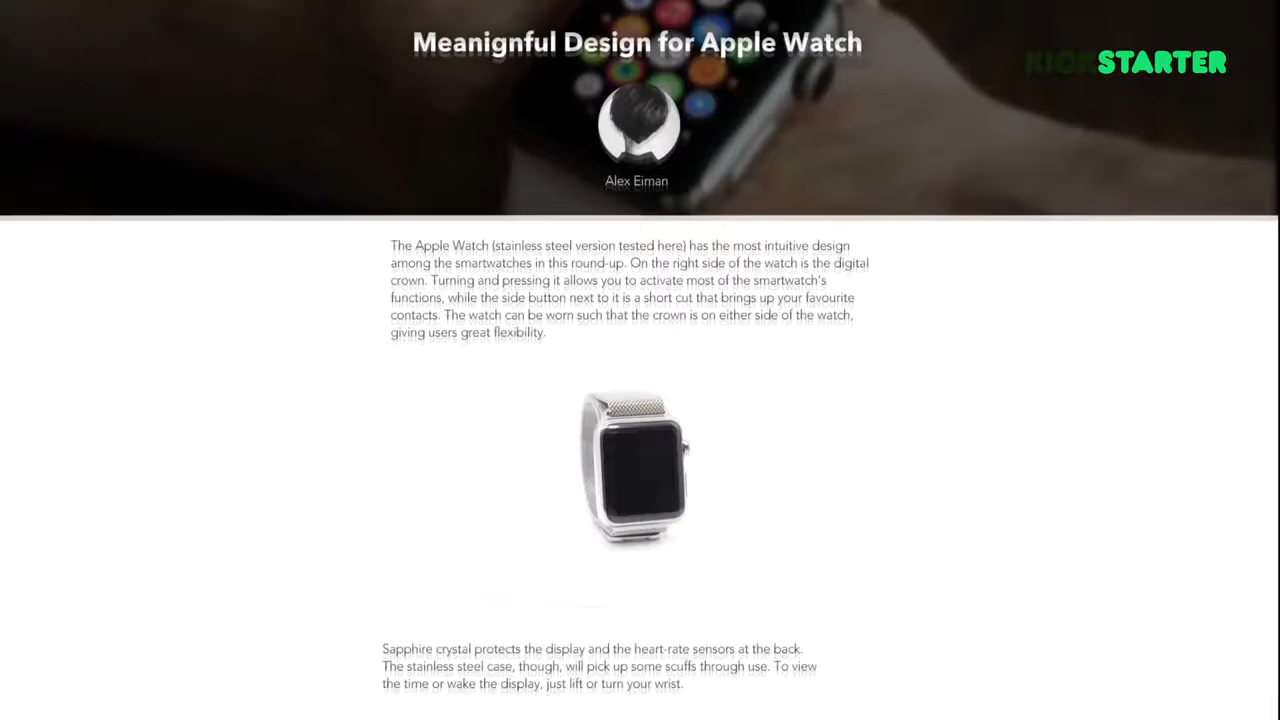 Meanignful Design for Apple Watch
KICKSTARTER
Alex Eiman
The Apple Watch (stainless steel version tested here) has the most intuitive design
among the smartwatches in this round-up. On the right side of the watch is the digital
crown. Turning and pressing it allows you to activate most of the smartwatch's
functions, while the side button next to it is a short cut that brings up your favourite
contacts. The watch can be worn such that the crown is on either side of the watch,
giving users great flexibility.
Sapphire crystal protects the display and the heart-rate sensors at the back.
The stainless steel case, though, will pick up some scuffs through use. To view
the time or wake the display, just lift or turn your wrist.